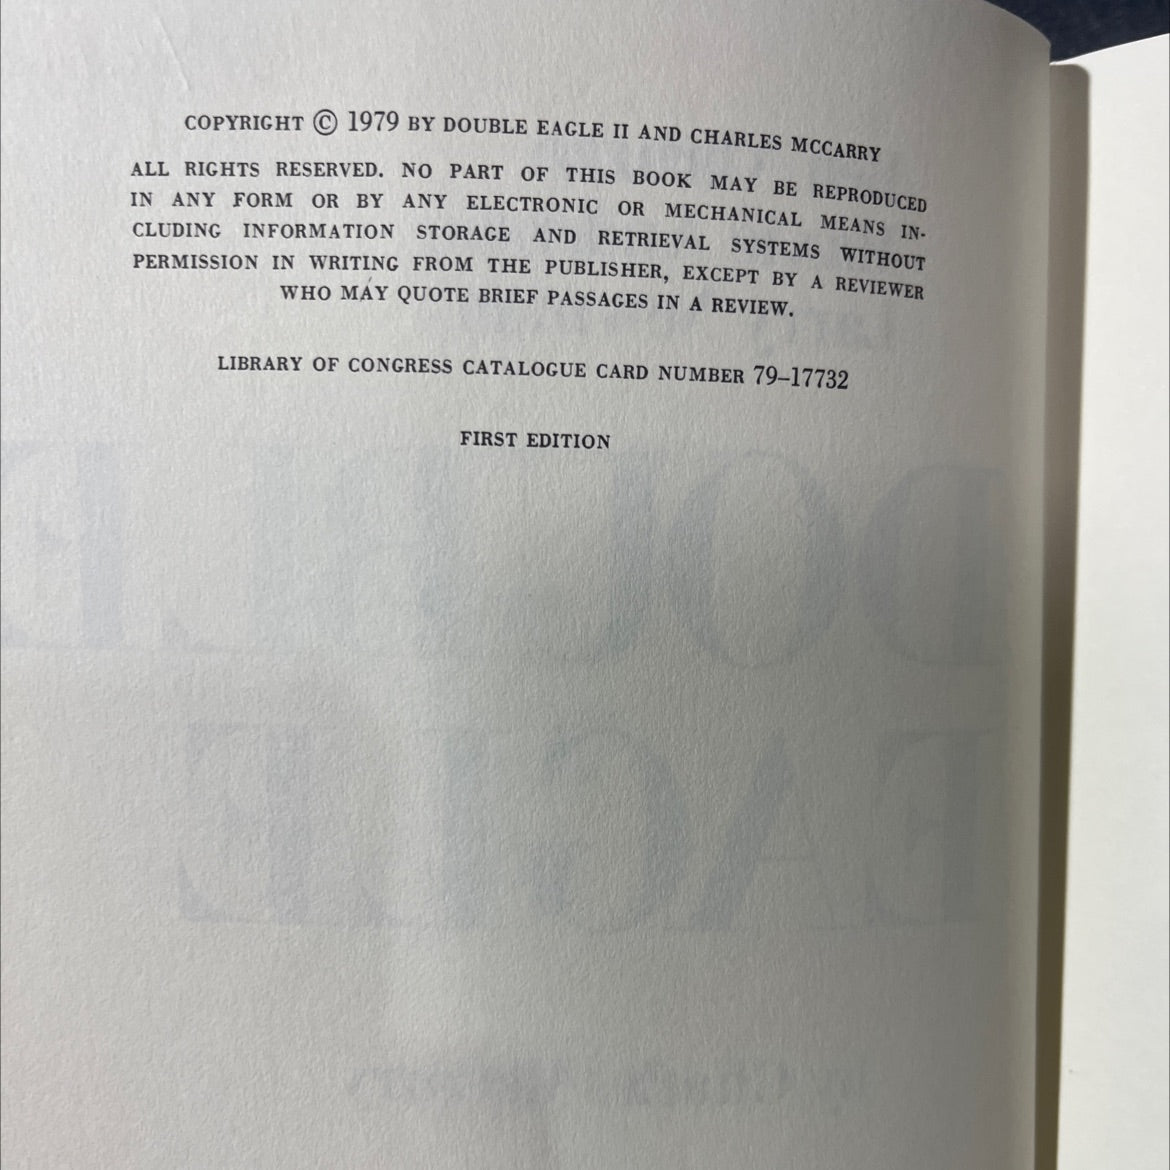 COPYRIGHT © 1979 BY DOUBLE EAGLE II AND CHARLES MCCARRY
ALL RIGHTS RESERVED. NO PART OF THIS BOOK MAY BE REPRODUCED
IN ANY FORM OR BY ANY ELECTRONIC OR MECHANICAL MEANS IN-
CLUDING INFORMATION STORAGE AND RETRIEVAL SYSTEMS WITHOUT
PERMISSION IN WRITING FROM THE PUBLISHER, EXCEPT BY A REVIEWER
WHO MAY QUOTE BRIEF PASSAGES IN A REVIEW.
LIBRARY OF CONGRESS CATALOGUE CARD NUMBER 79–17732
FIRST EDITION
DOUBLE
EAGLE